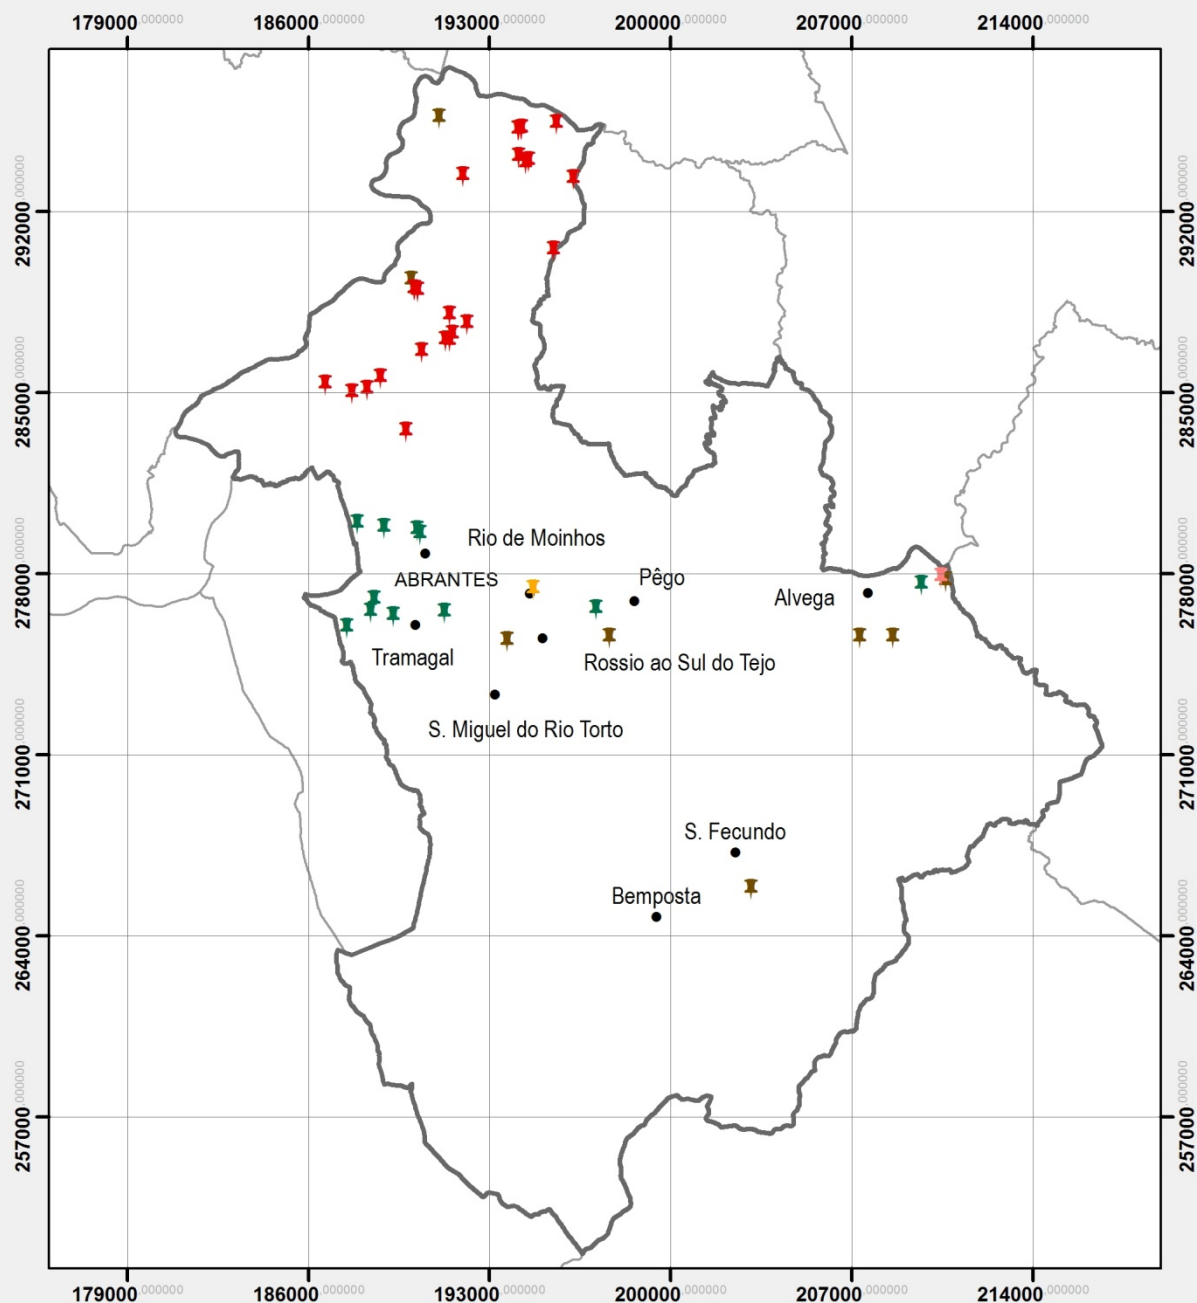 179000.000000 186000.000000 193000.000000 200000.000000 207000.000000 214000.000000
292000.000000 292000.000000
285000.000000 285000.000000
278000.000000 278000.000000
271000.000000 271000.000000
264000.000000 264000.000000
257000.000000 257000.000000
Rio de Moinhos
ABRANTES
Pêgo
Alvega
Tramagal
Rossio ao Sul do Tejo
S. Miguel do Rio Torto
S. Fecundo
Bemposta
179000.000000 186000.000000 193000.000000 200000.000000 207000.000000 214000.000000